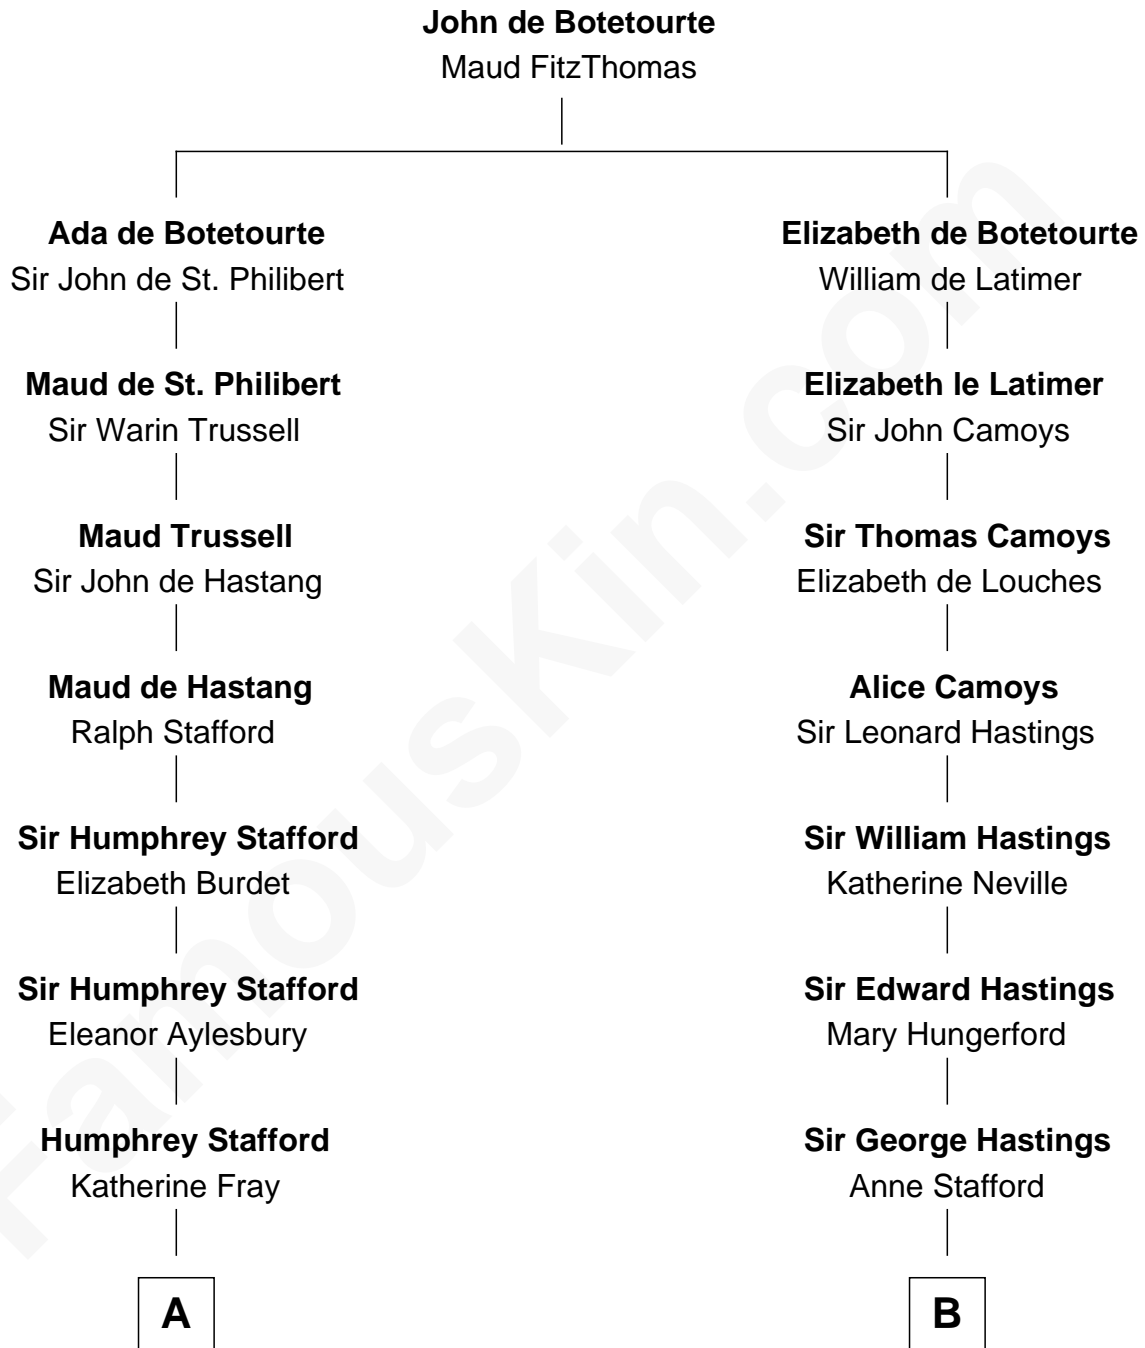 John de Botetourte
Maud FitzThomas
Ada de Botetourte
Sir John de St. Philibert
Maud de St. Philibert
Sir Warin Trussell
Maud Trussell
Sir John de Hastang
Maud de Hastang
Ralph Stafford
Sir Humphrey Stafford
Elizabeth Burdet
Sir Humphrey Stafford
Eleanor Aylesbury
Humphrey Stafford
Katherine Fray
A
Elizabeth de Botetourte
William de Latimer
Elizabeth le Latimer
Sir John Camoys
Sir Thomas Camoys
Elizabeth de Louches
Alice Camoys
Sir Leonard Hastings
Sir William Hastings
Katherine Neville
Sir Edward Hastings
Mary Hungerford
Sir George Hastings
Anne Stafford
B
FamousKin.com